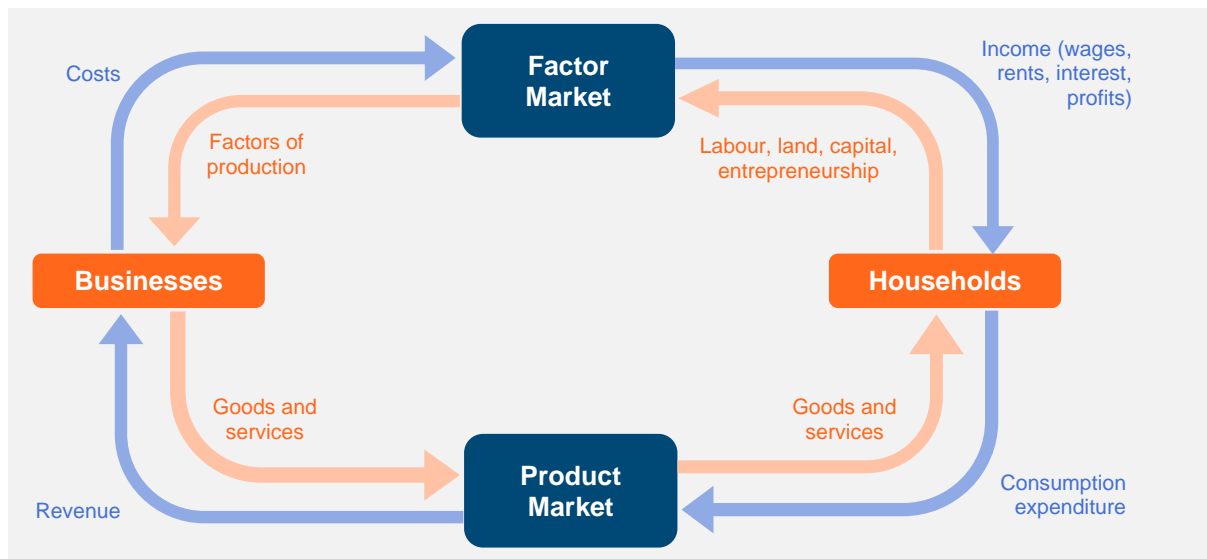 Costs
Factor
Market
Income (wages,
rents, interest,
profits)
Factors of
production
Labour, land, capital,
entrepreneurship
Businesses
Households
Goods and
services
Goods and
services
Revenue
Product
Market
Consumption
expenditure